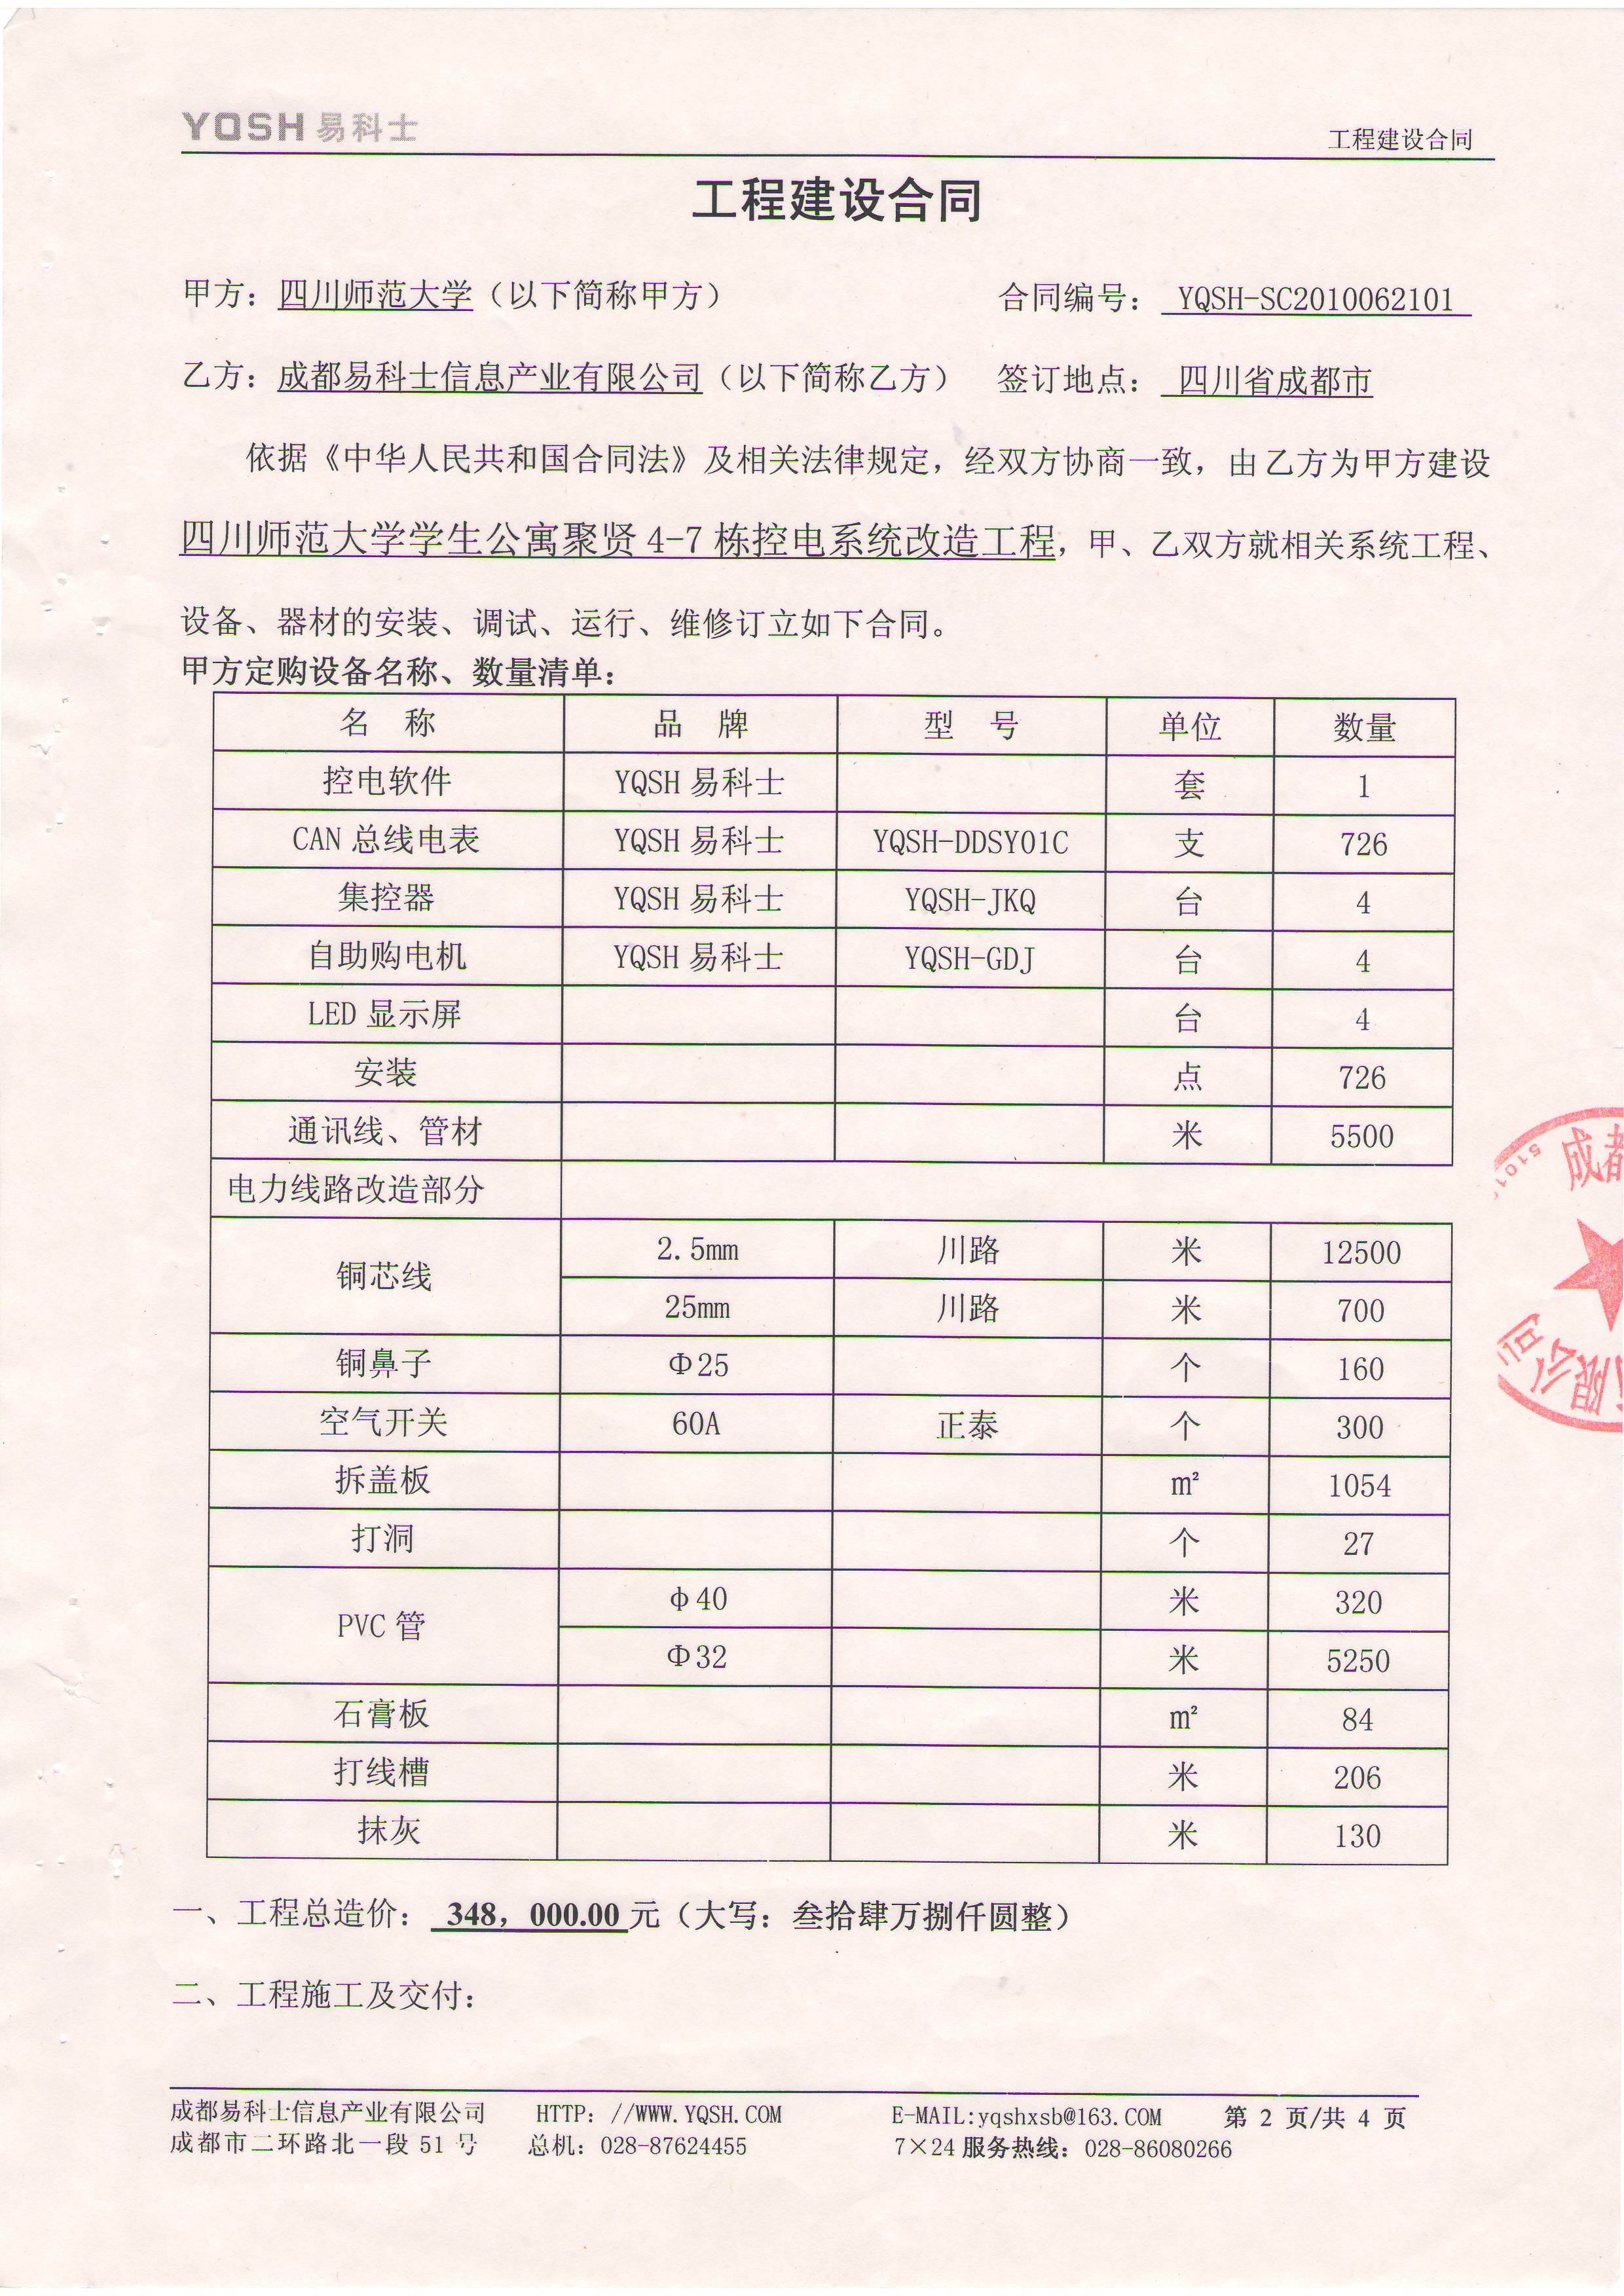 YQSH 易科士 工程建设合同
工程建设合同
甲方：四川师范大学（以下简称甲方） 合同编号： YQSH-SC2010062101
乙方：成都易科士信息产业有限公司（以下简称乙方） 签订地点： 四川省成都市
依据《中华人民共和国合同法》及相关法律规定，经双方协商一致，由乙方为甲方建设
四川师范大学学生公寓聚贤 4-7 栋控电系统改造工程，甲、乙双方就相关系统工程、
设备、器材的安装、调试、运行、维修订立如下合同。
甲方定购设备名称、数量清单：
名 称 品 牌 型 号 单位 数量
控电软件 YQSH 易科士 套 1
CAN 总线电表 YQSH 易科士 YQSH-DDSY01C 支 726
集控器 YQSH 易科士 YQSH-JKQ 台 4
自助购电机 YQSH 易科士 YQSH-GDJ 台 4
LED 显示屏 台 4
安装 点 726
通讯线、管材 米 5500
电力线路改造部分
铜芯线 2.5mm 川路 米 12500
25mm 川路 米 700
铜鼻子 Φ25 个 160
空气开关 60A 正泰 个 300
拆盖板 m² 1054
打洞 个 27
PVC 管 φ40 米 320
Φ32 米 5250
石膏板 m² 84
打线槽 米 206
抹灰 米 130
一、工程总造价： 348，000.00 元（大写：叁拾肆万捌仟圆整）
二、工程施工及交付：
成都易科士信息产业有限公司 HTTP：//WWW.YQSH.COM E-MAIL:yqshxsb@163.COM 第 2 页/共 4 页
成都市二环路北一段 51 号 总机：028-87624455 7×24 服务热线：028-86080266
成都
5101
限公司